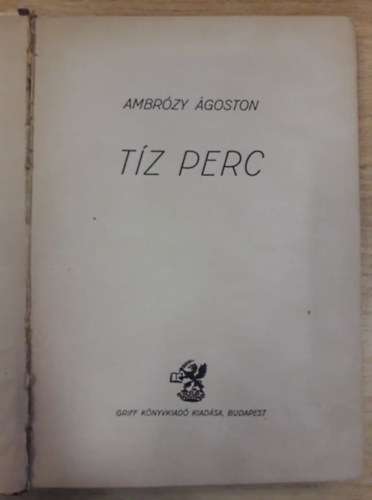 AMBRÓZY ÁGOSTON
TÍZ PERC
GRIFF KÖNYVKIADÓ KIADÁSA, BUDAPEST